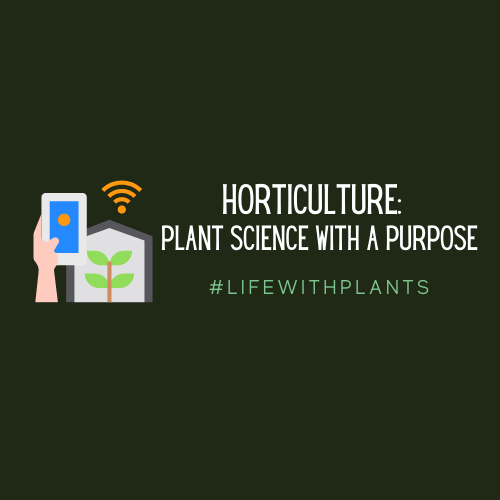 HORTICULTURE:
PLANT SCIENCE WITH A PURPOSE
#LIFEWITHPLANTS